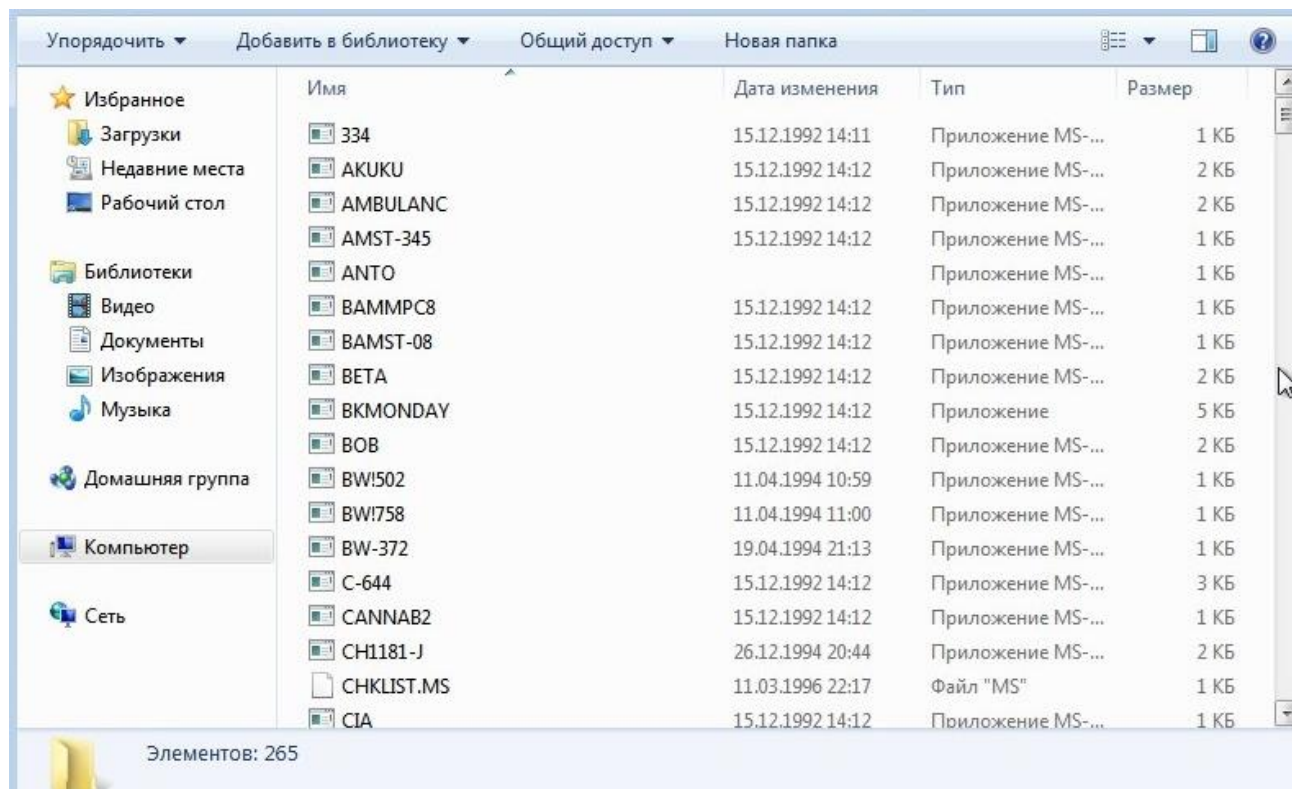 Упорядочить Добавить в библиотеку Общий доступ Новая папка
Избранное
Загрузки
Недавние места
Рабочий стол
Библиотеки
Видео
Документы
Изображения
Музыка
Домашняя группа
Компьютер
Сеть
Имя Дата изменения Тип Размер
334 15.12.1992 14:11 Приложение MS-... 1 КБ
AKUKU 15.12.1992 14:12 Приложение MS-... 2 КБ
AMBULANC 15.12.1992 14:12 Приложение MS-... 2 КБ
AMST-345 15.12.1992 14:12 Приложение MS-... 1 КБ
ANTO Приложение MS-... 1 КБ
BAMMPC8 15.12.1992 14:12 Приложение MS-... 1 КБ
BAMST-08 15.12.1992 14:12 Приложение MS-... 1 КБ
BETA 15.12.1992 14:12 Приложение MS-... 2 КБ
BKMONDAY 15.12.1992 14:12 Приложение 5 КБ
BOB 15.12.1992 14:12 Приложение MS-... 2 КБ
BW!502 11.04.1994 10:59 Приложение MS-... 1 КБ
BW!758 11.04.1994 11:00 Приложение MS-... 1 КБ
BW-372 19.04.1994 21:13 Приложение MS-... 1 КБ
C-644 15.12.1992 14:12 Приложение MS-... 3 КБ
CANNAB2 15.12.1992 14:12 Приложение MS-... 1 КБ
CH1181-J 26.12.1994 20:44 Приложение MS-... 2 КБ
CHKLIST.MS 11.03.1996 22:17 Файл "MS" 1 КБ
CIA 15.12.1992 14:12 Приложение MS-... 1 КБ
Элементов: 265